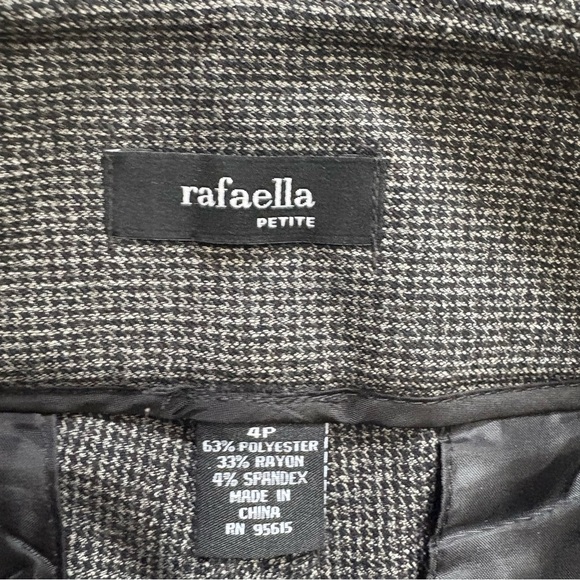 rafaella
PETITE
4P
63% POLYESTER
33% RAYON
4% SPANDEX
MADE IN
CHINA
RN 95615